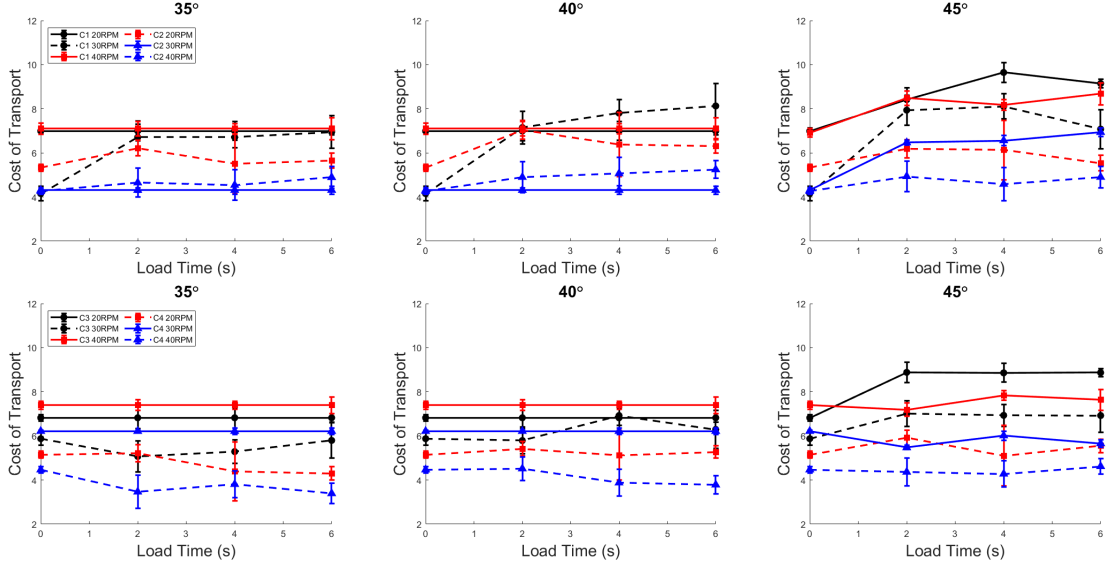 35°
40°
45°
12
10
8
6
4
2
Cost of Transport
C1 20RPM
C1 30RPM
C1 40RPM
C2 20RPM
C2 30RPM
C2 40RPM
0 1 2 3 4 5 6
Load Time (s)
12
10
8
6
4
2
Cost of Transport
0 1 2 3 4 5 6
Load Time (s)
12
10
8
6
4
2
Cost of Transport
0 1 2 3 4 5 6
Load Time (s)
35°
40°
45°
12
10
8
6
4
2
Cost of Transport
C3 20RPM
C3 30RPM
C3 40RPM
C4 20RPM
C4 30RPM
C4 40RPM
0 1 2 3 4 5 6
Load Time (s)
12
10
8
6
4
2
Cost of Transport
0 1 2 3 4 5 6
Load Time (s)
12
10
8
6
4
2
Cost of Transport
0 1 2 3 4 5 6
Load Time (s)